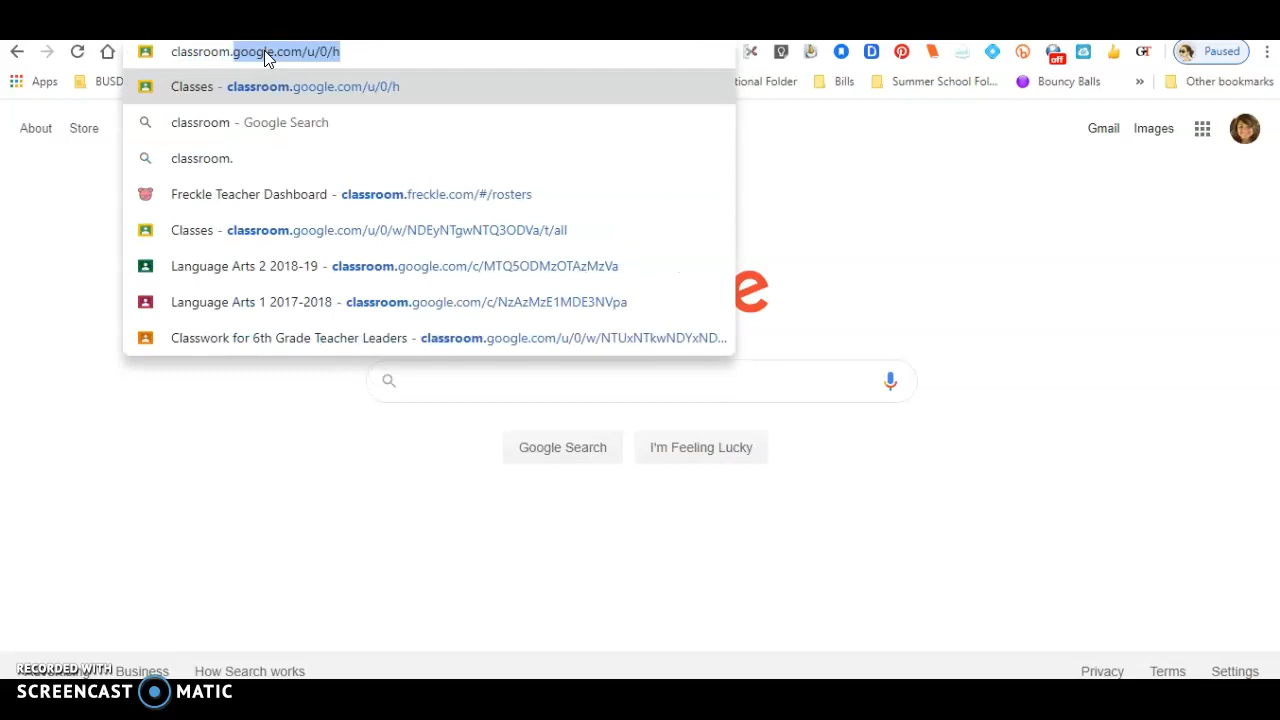 classroom.google.com/u/0/h
Paused
Classes - classroom.google.com/u/0/h
classroom - Google Search
classroom.
Freckle Teacher Dashboard - classroom.freckle.com/#/rosters
Classes - classroom.google.com/u/0/w/NDEyNTgwNTQ3ODVa/t/all
Language Arts 2 2018-19 - classroom.google.com/c/MTQ5ODMzOTAzMzVa
Language Arts 1 2017-2018 - classroom.google.com/c/NzAzMzE1MDE3NVpa
Classwork for 6th Grade Teacher Leaders - classroom.google.com/u/0/w/NTUxNTkwNDYxND...
off
GT
Apps
BUSD
tional Folder
Bills
Summer School Fol...
Bouncy Balls
»
Other bookmarks
About
Store
Gmail
Images
e
Google Search
I'm Feeling Lucky
Business
How Search works
Privacy
Terms
Settings
RECORDED WITH
SCREENCAST MATIC